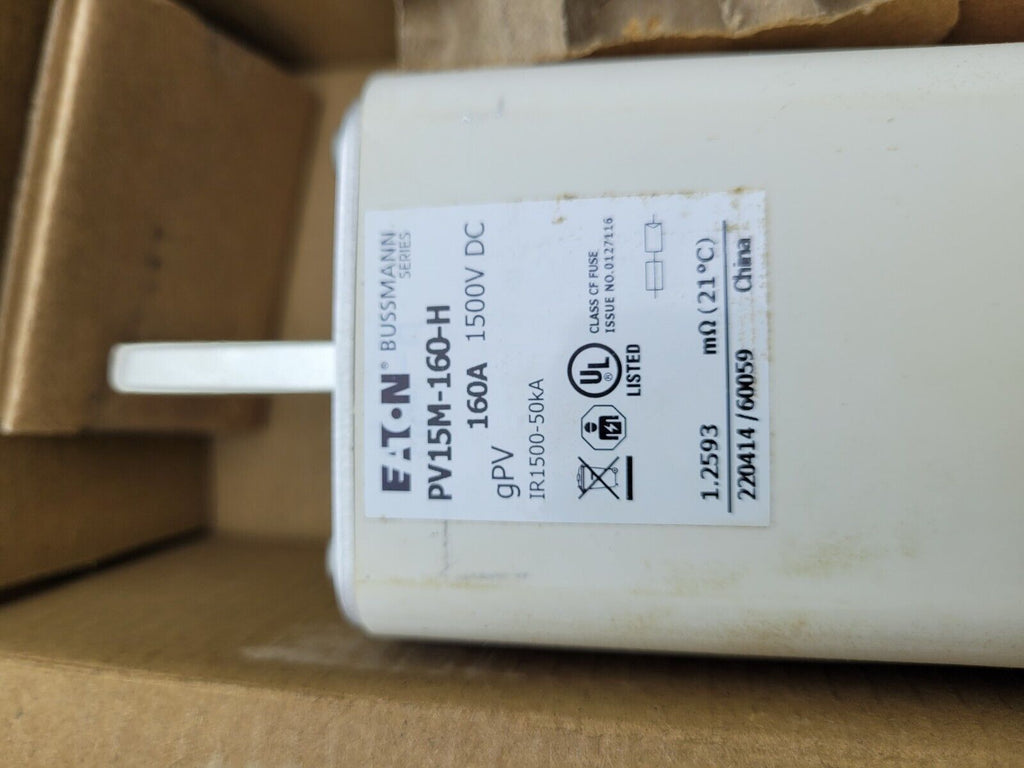 EATON® BUSSMANN
SERIES
PV15M-160-H
160A 1500V DC
gPV
IR1500-50kA
UL ®
LISTED
CLASS CF FUSE
ISSUE NO.0127116
1.2593 mΩ (21°C)
220414 / 60059 China